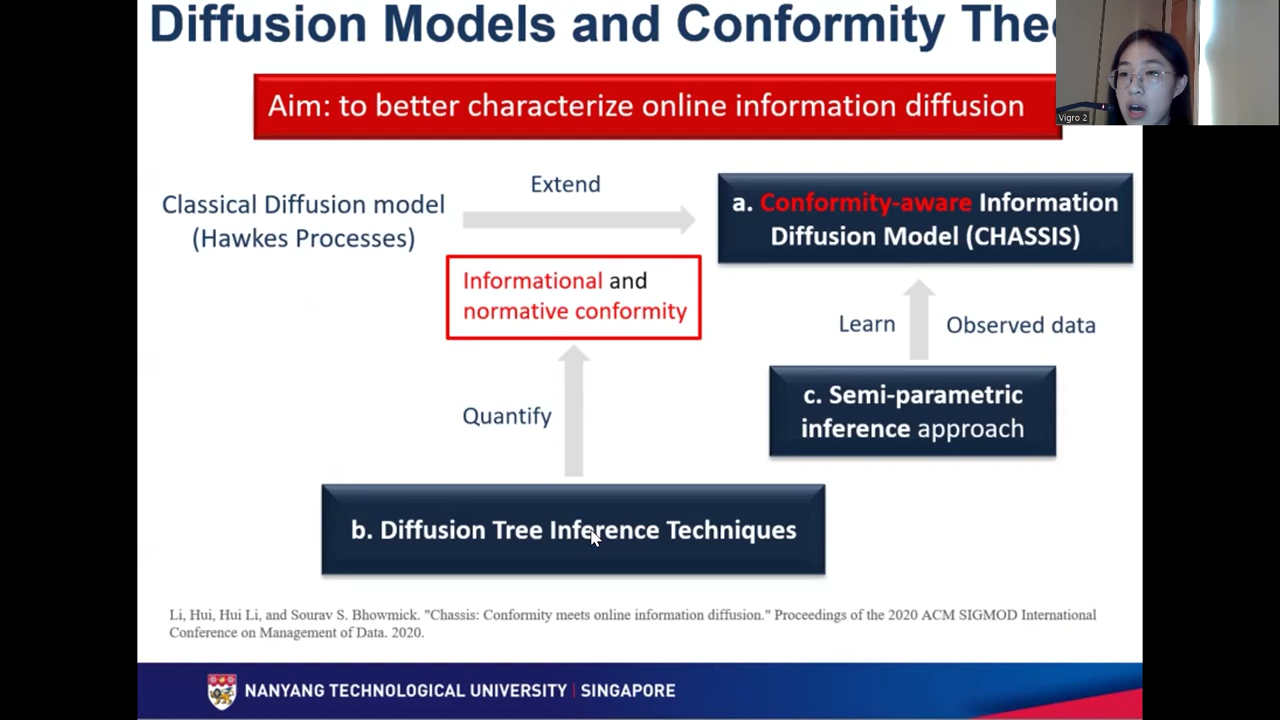 Diffusion Models and Conformity The
Vigro 2
Aim: to better characterize online information diffusion
Classical Diffusion model
(Hawkes Processes)
Extend
a. Conformity-aware Information
Diffusion Model (CHASSIS)
Informational and
normative conformity
Learn
Observed data
Quantify
c. Semi-parametric
inference approach
b. Diffusion Tree Inference Techniques
Li, Hui, Hui Li, and Sourav S. Bhowmick. "Chassis: Conformity meets online information diffusion." Proceedings of the 2020 ACM SIGMOD International
Conference on Management of Data. 2020.
NANYANG TECHNOLOGICAL UNIVERSITY | SINGAPORE